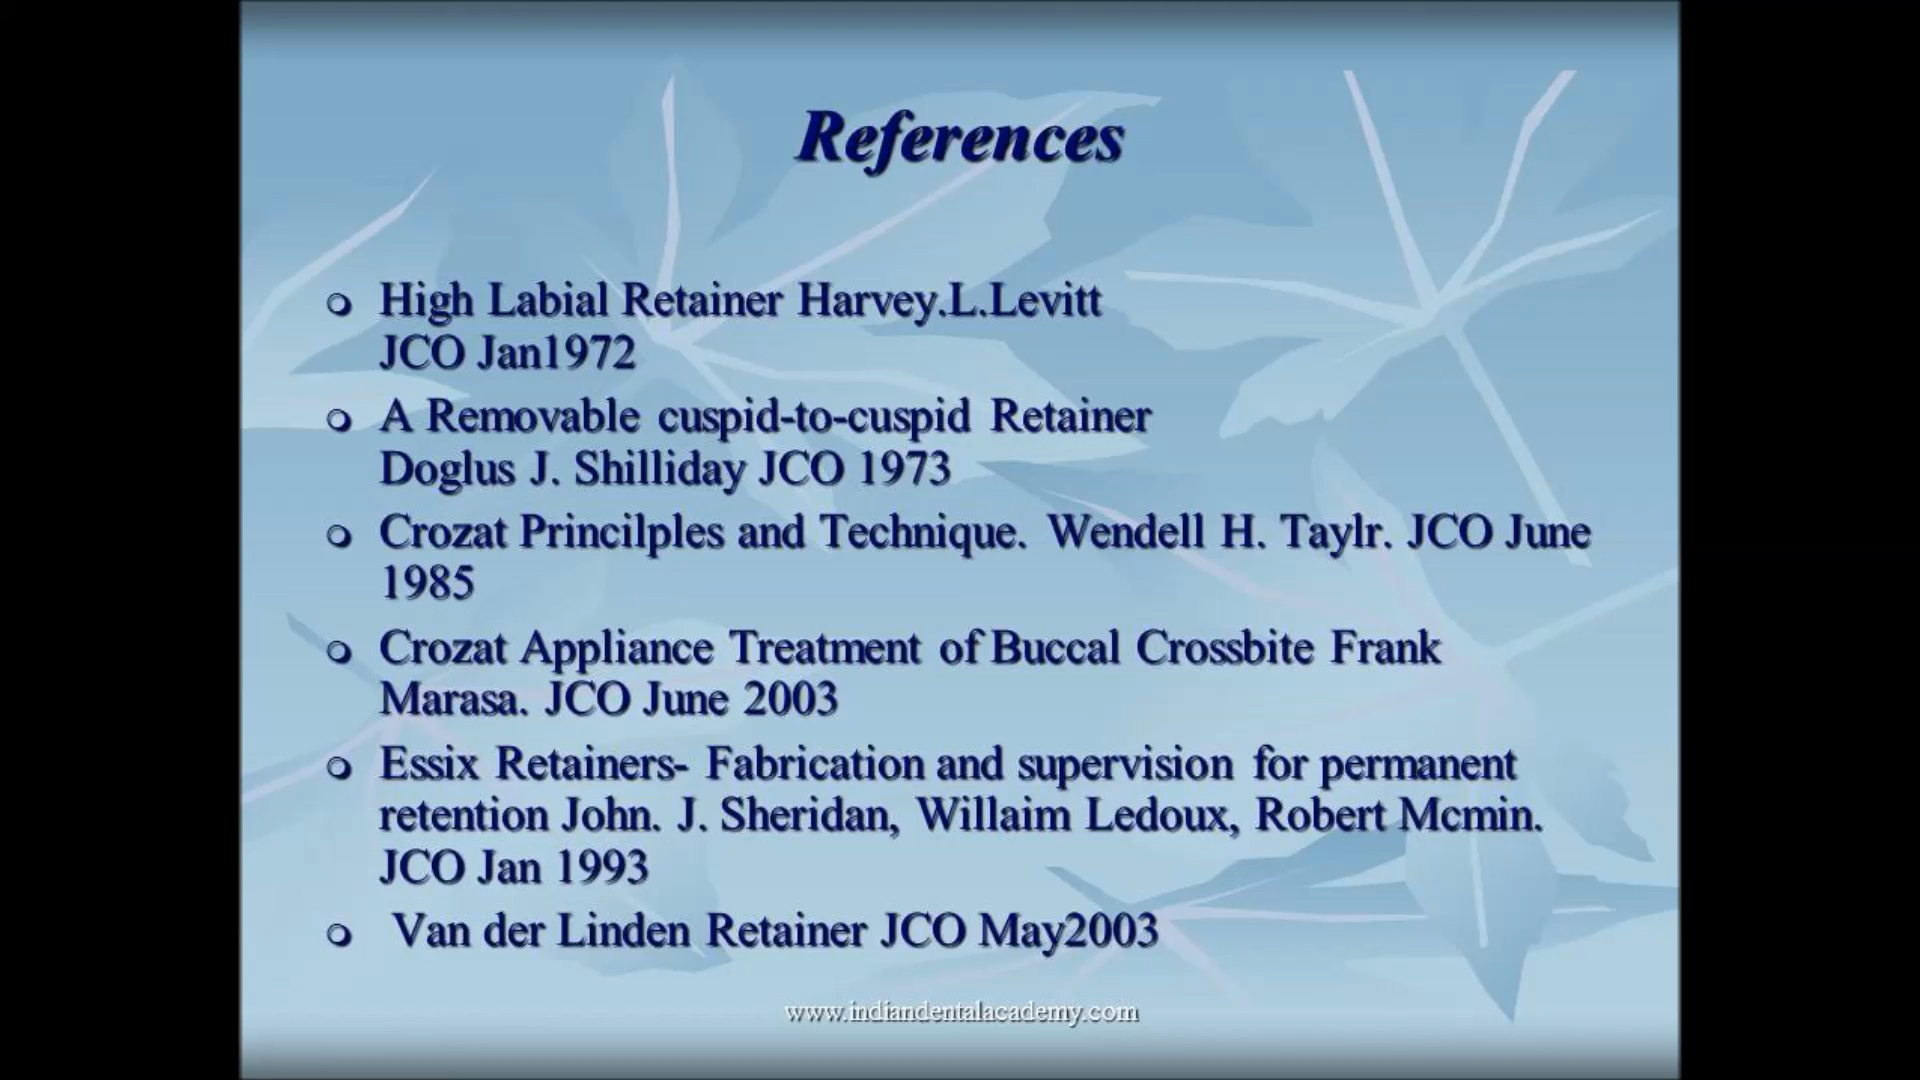 References
High Labial Retainer Harvey.L.Levitt
JCO Jan1972
A Removable cuspid-to-cuspid Retainer
Doglus J. Shilliday JCO 1973
Crozat Princilples and Technique. Wendell H. Taylr. JCO June
1985
Crozat Appliance Treatment of Buccal Crossbite Frank
Marasa. JCO June 2003
Essix Retainers- Fabrication and supervision for permanent
retention John. J. Sheridan, Willaim Ledoux, Robert Mcmin.
JCO Jan 1993
Van der Linden Retainer JCO May2003
www.indiandentalacademy.com